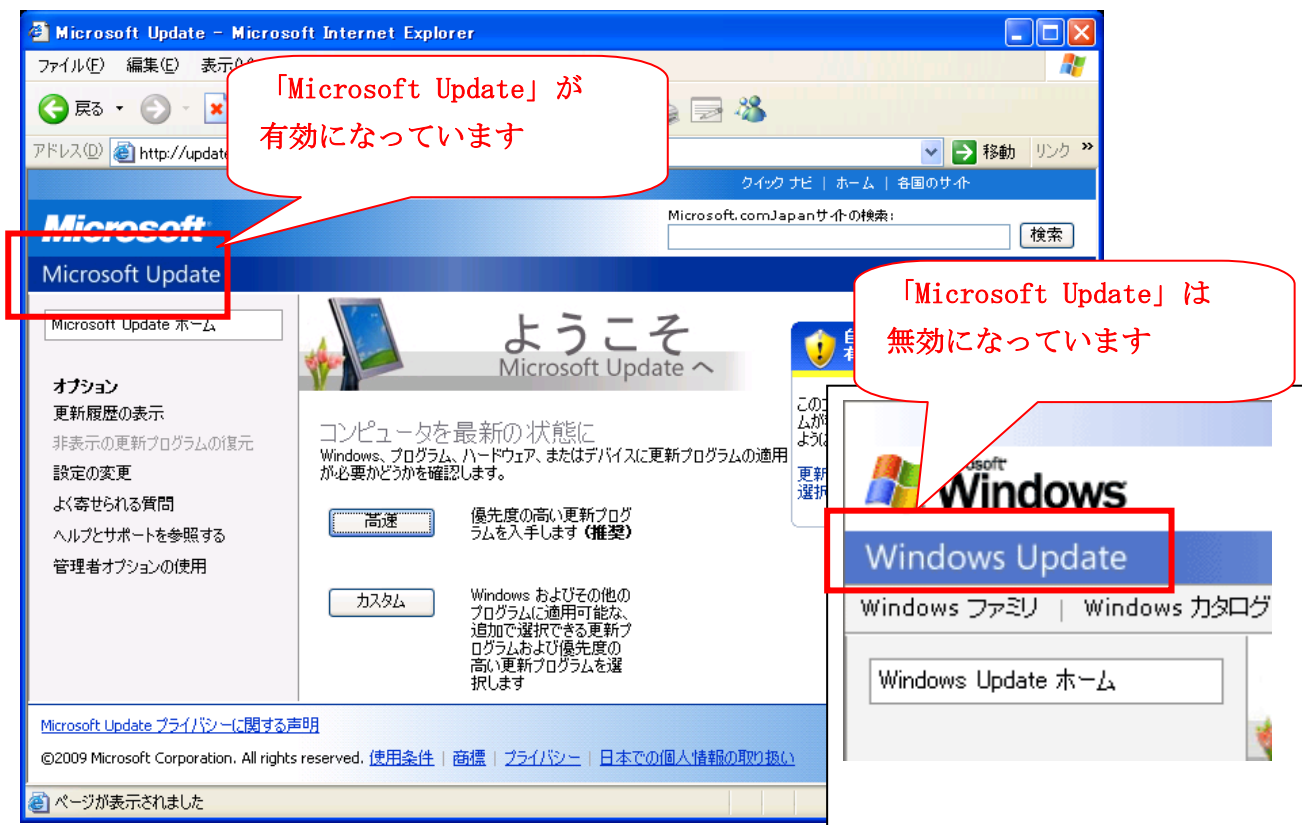 Microsoft Update - Microsoft Internet Explorer
ファイル(F) 編集(E) 表示
「Microsoft Update」が
有効になっています
戻る
アドレス(D) http://update
移動 リンク »
クイック ナビ | ホーム | 各国のサイト
Microsoft
Microsoft.comJapanサイトの検索:
検索
Microsoft Update
「Microsoft Update」は
無効になっています
Microsoft Update ホーム
オプション
更新履歴の表示
非表示の更新プログラムの復元
設定の変更
よく寄せられる質問
ヘルプとサポートを参照する
管理者オプションの使用
ようこそ
Microsoft Update へ
コンピュータを最新の状態に
Windows、プログラム、ハードウェア、またはデバイスに更新プログラムの適用
が必要かどうかを確認します。
高速
優先度の高い更新プログ
ラムを入手します (推奨)
カスタム
Windows およびその他の
プログラムに適用可能な、
追加で選択できる更新プ
ログラムおよび優先度の
高い更新プログラムを選
択します
更新
選択
Windows
Windows Update
Windows ファミリ | Windows カタログ
Windows Update ホーム
Microsoft Update プライバシーに関する声明
©2009 Microsoft Corporation. All rights reserved. 使用条件 | 商標 | プライバシー | 日本での個人情報の取り扱い
ページが表示されました